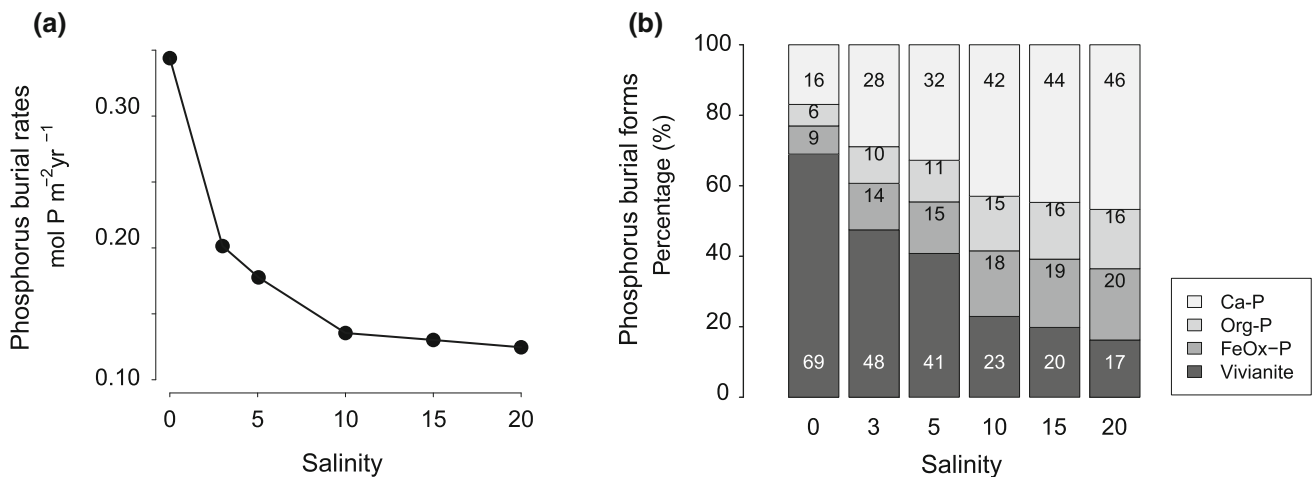 (a)
Phosphorus burial rates
mol P m⁻²yr ⁻¹
0.30
0.20
0.10
0 5 10 15 20
Salinity
(b)
Phosphorus burial forms
Percentage (%)
100
80
60
40
20
0
16 28 32 42 44 46
6 10 11 15 16 16
9 14 15 18 19 20
69 48 41 23 20 17
0 3 5 10 15 20
Salinity
Ca-P
Org-P
FeOx−P
Vivianite